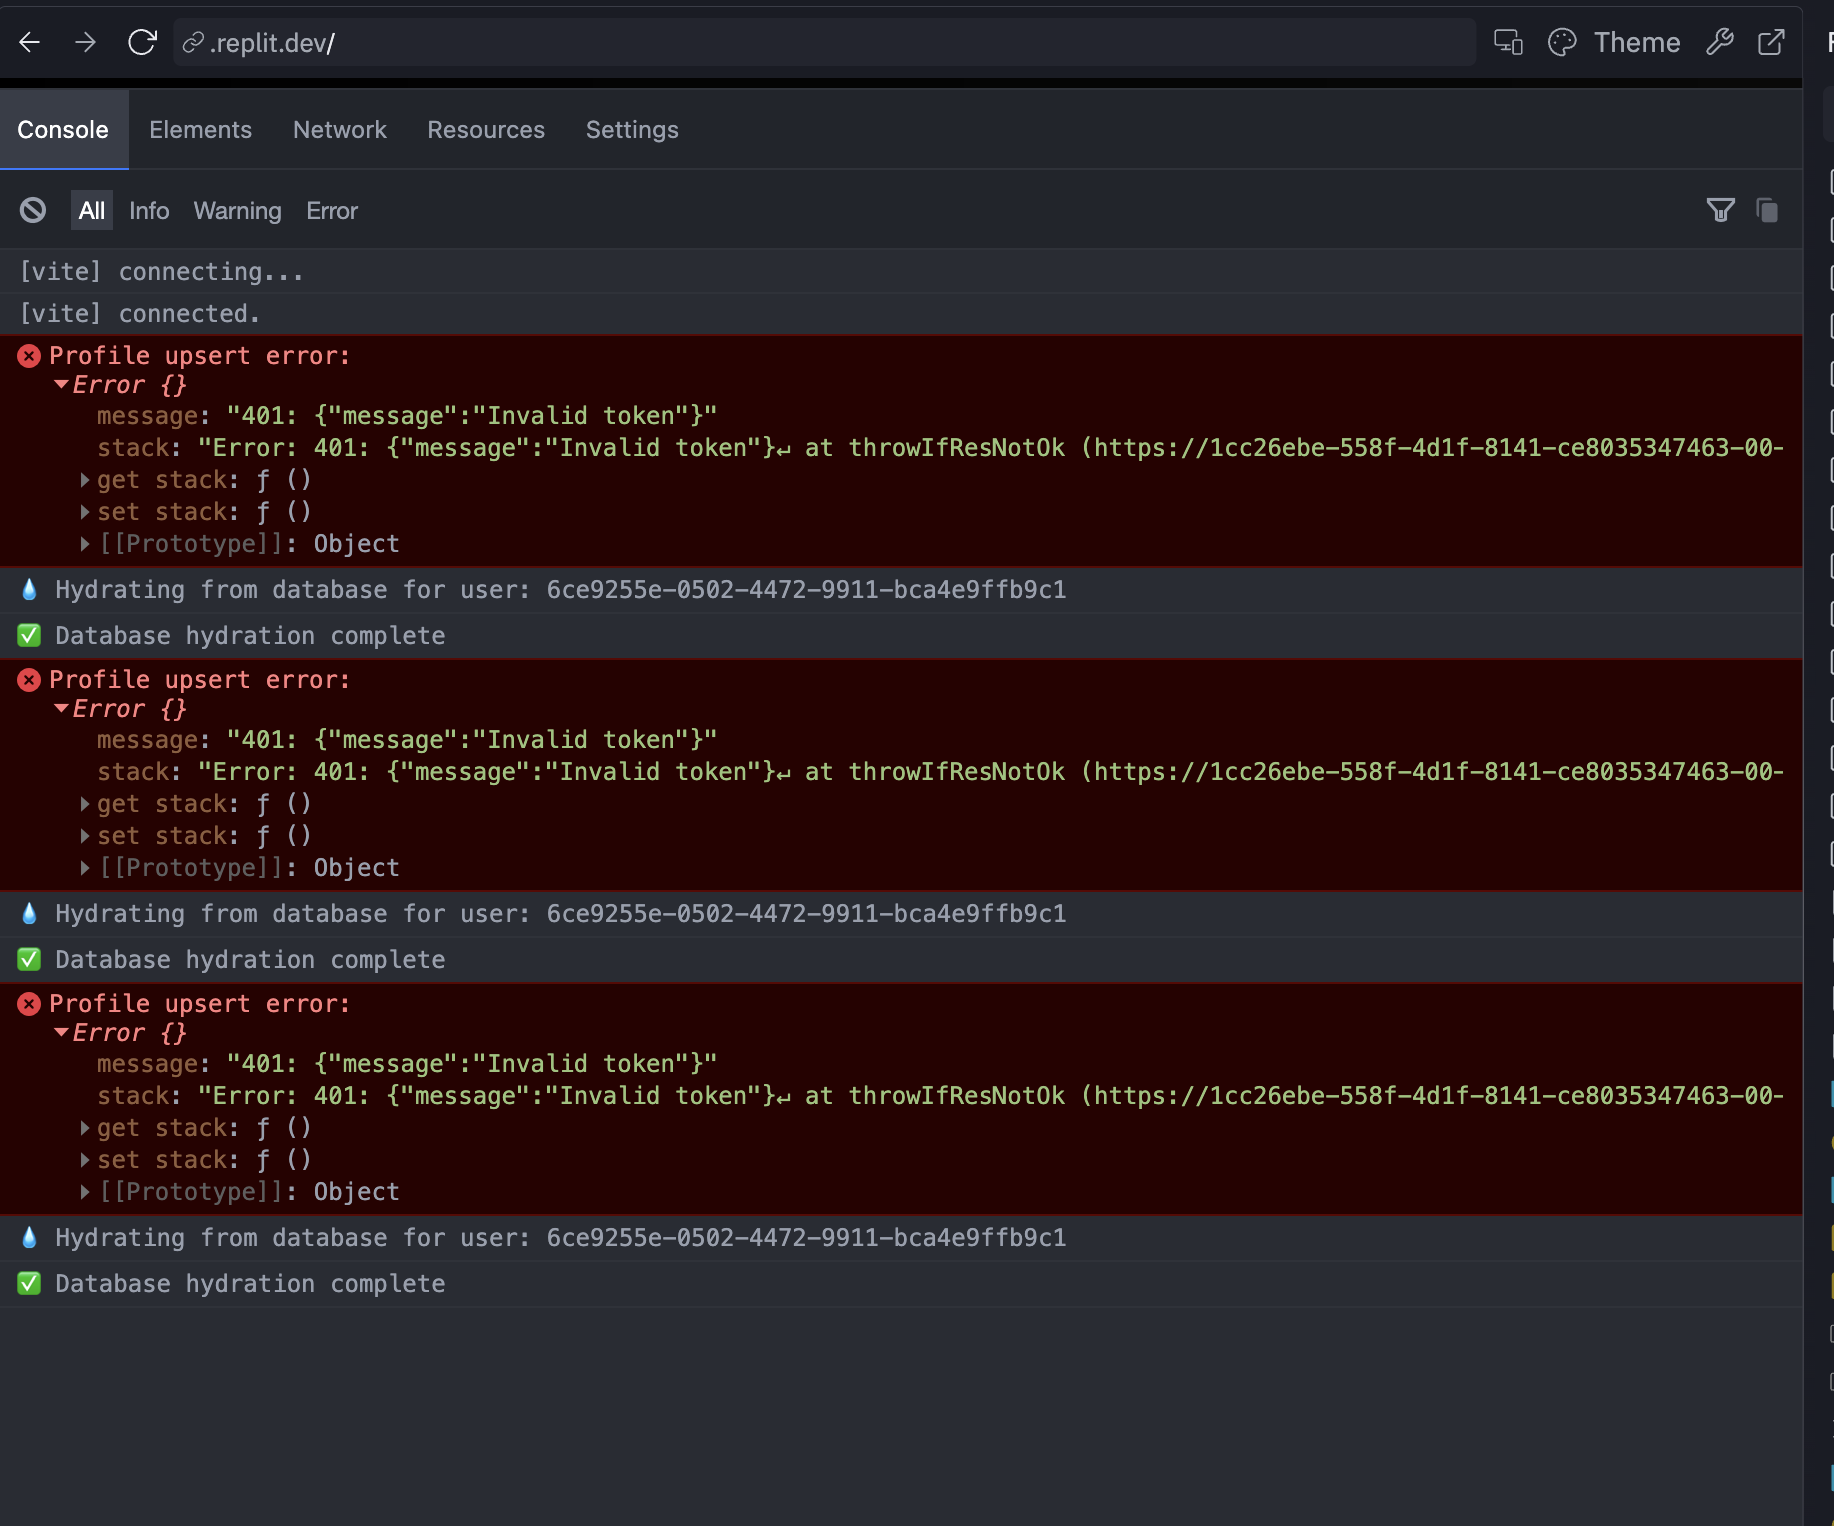 .replit.dev/
Theme
Console Elements Network Resources Settings
All Info Warning Error
[vite] connecting...
[vite] connected.
Profile upsert error:
Error {}
message: "401: {"message":"Invalid token"}"
stack: "Error: 401: {"message":"Invalid token"}↵ at throwIfResNotOk (https://1cc26ebe-558f-4d1f-8141-ce8035347463-00-
get stack: ƒ ()
set stack: ƒ ()
[[Prototype]]: Object
💧 Hydrating from database for user: 6ce9255e-0502-4472-9911-bca4e9ffb9c1
✅ Database hydration complete
Profile upsert error:
Error {}
message: "401: {"message":"Invalid token"}"
stack: "Error: 401: {"message":"Invalid token"}↵ at throwIfResNotOk (https://1cc26ebe-558f-4d1f-8141-ce8035347463-00-
get stack: ƒ ()
set stack: ƒ ()
[[Prototype]]: Object
💧 Hydrating from database for user: 6ce9255e-0502-4472-9911-bca4e9ffb9c1
✅ Database hydration complete
Profile upsert error:
Error {}
message: "401: {"message":"Invalid token"}"
stack: "Error: 401: {"message":"Invalid token"}↵ at throwIfResNotOk (https://1cc26ebe-558f-4d1f-8141-ce8035347463-00-
get stack: ƒ ()
set stack: ƒ ()
[[Prototype]]: Object
💧 Hydrating from database for user: 6ce9255e-0502-4472-9911-bca4e9ffb9c1
✅ Database hydration complete